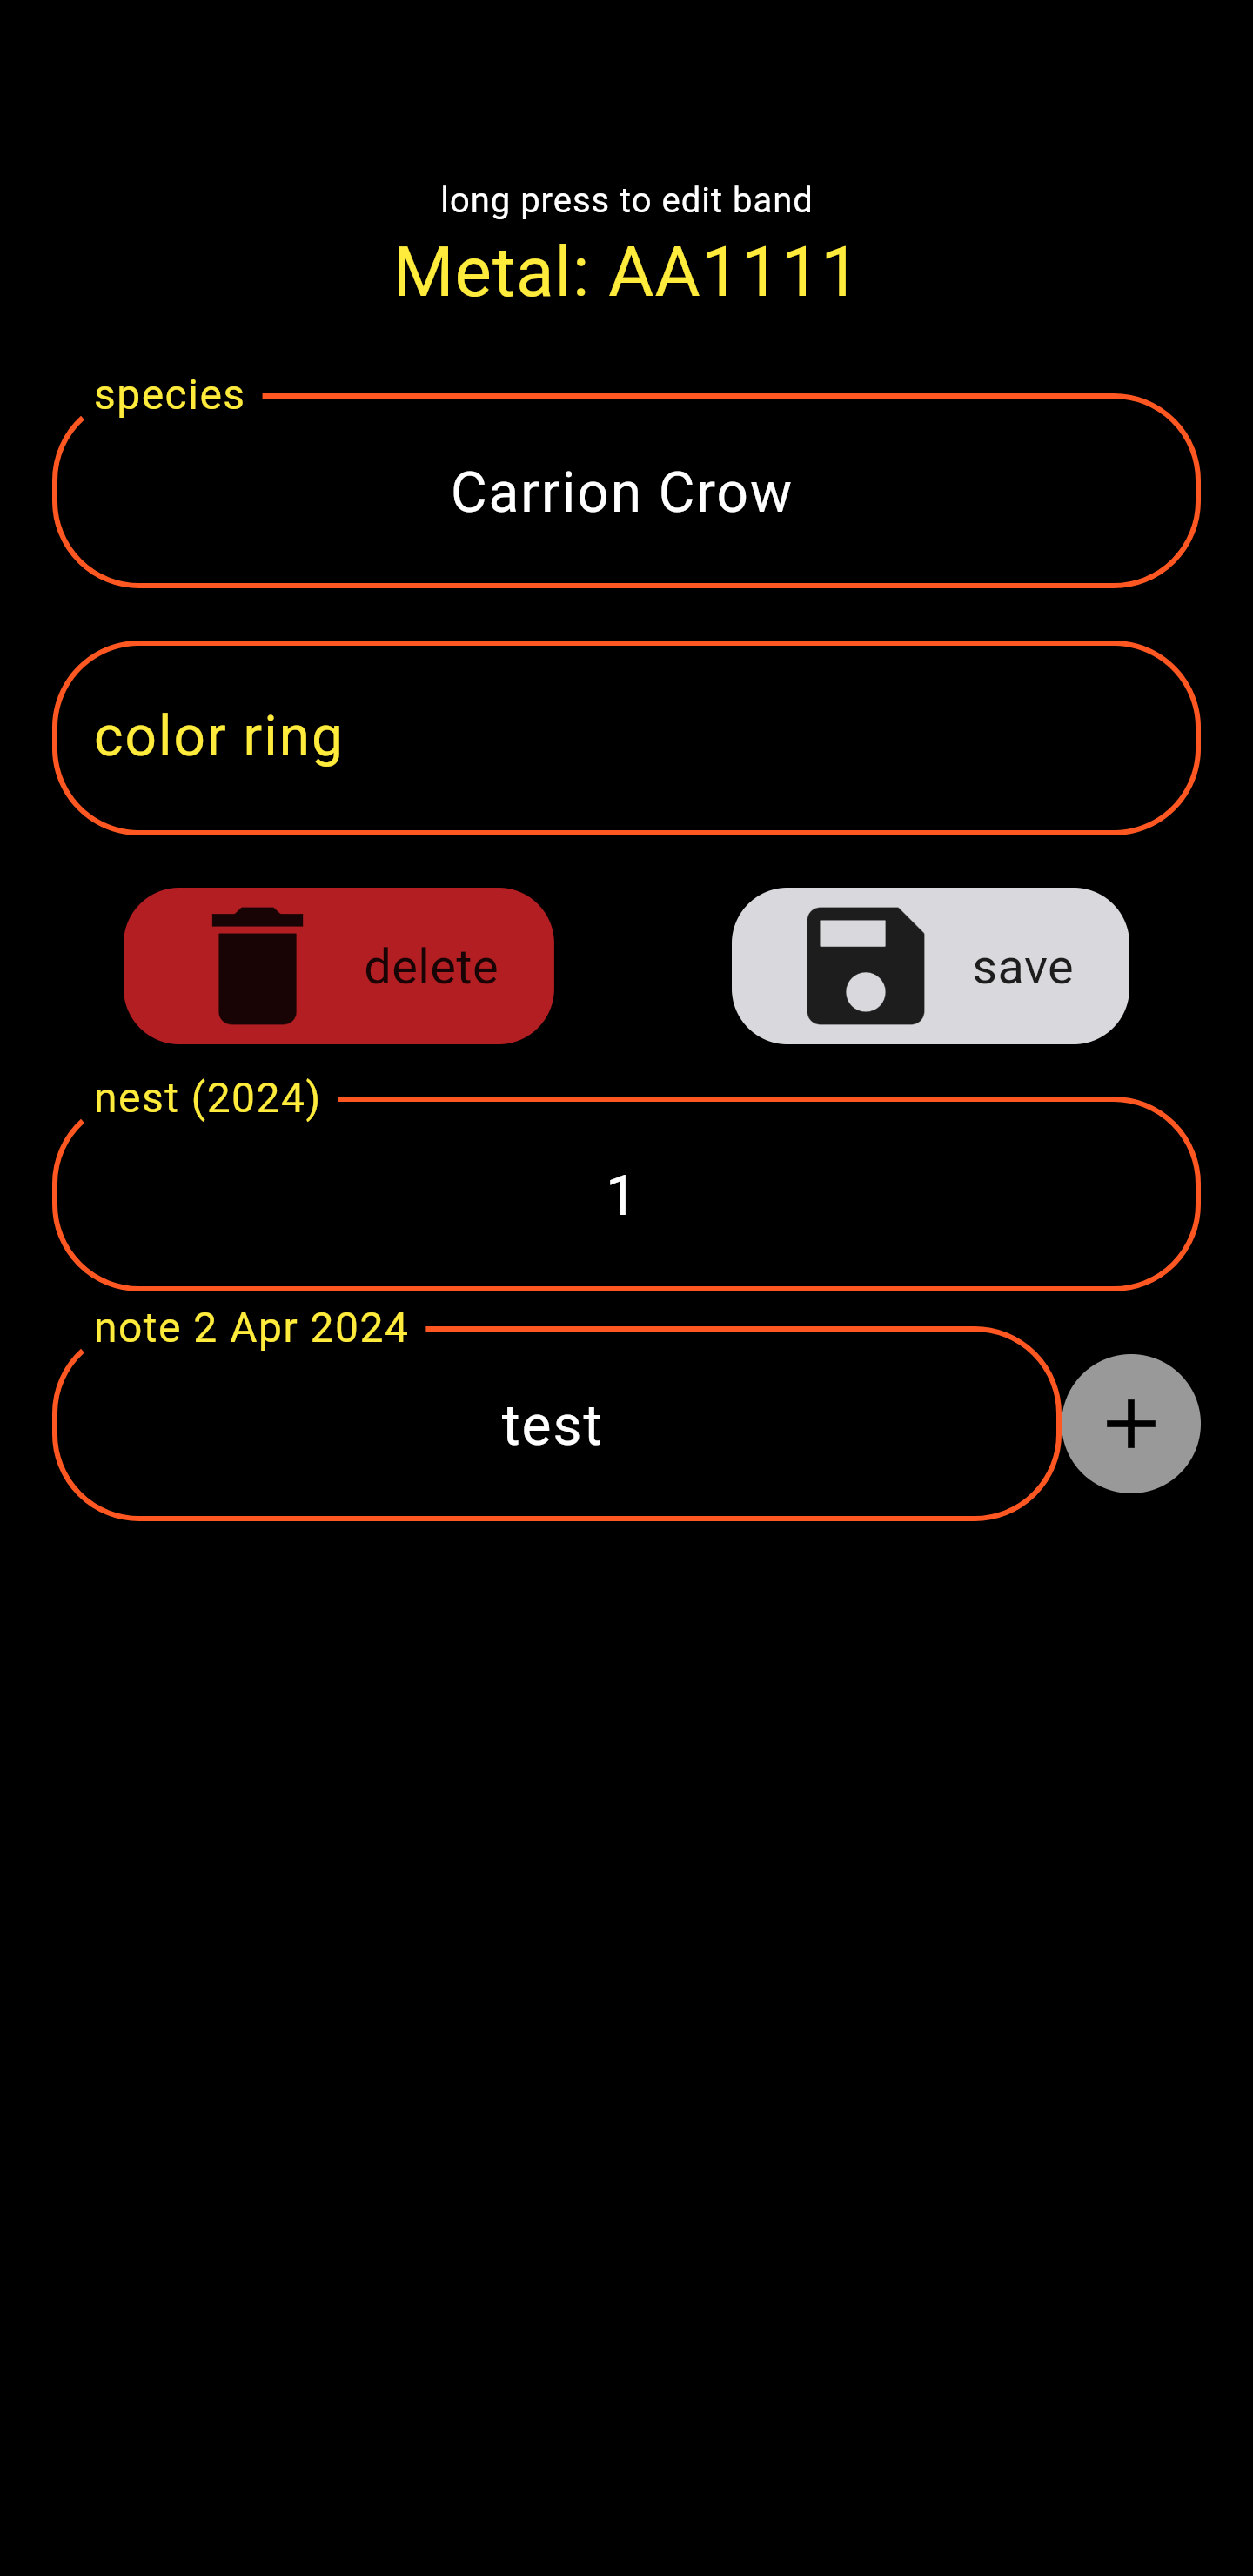 long press to edit band
Metal: AA1111
species
Carrion Crow
color ring
delete
save
nest (2024)
1
note 2 Apr 2024
test